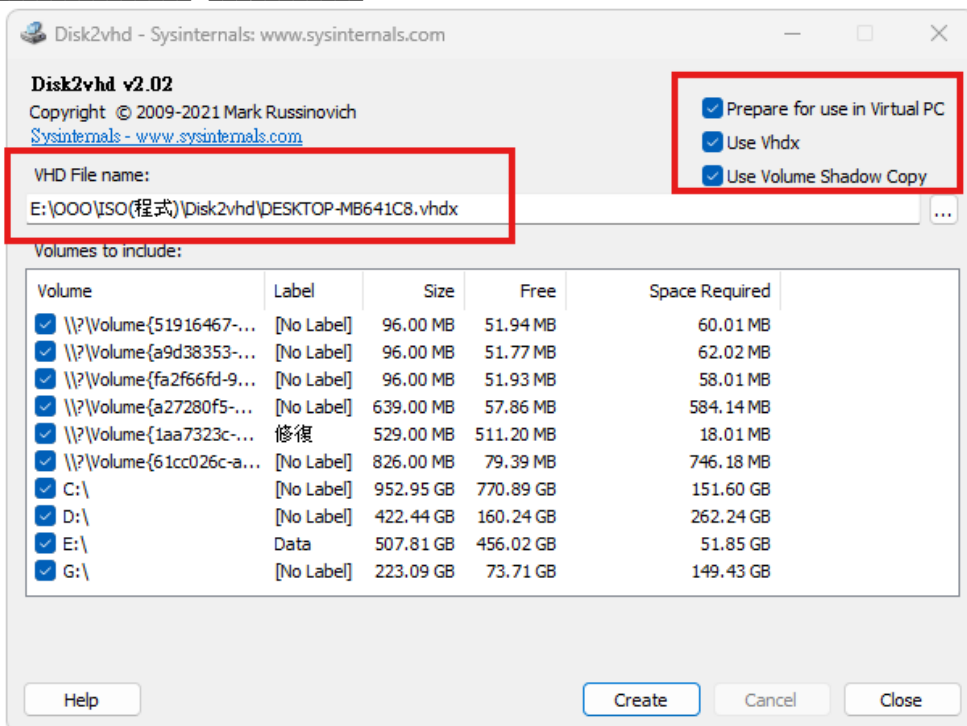 Disk2vhd - Sysinternals: www.sysinternals.com
Disk2vhd v2.02
Copyright © 2009-2021 Mark Russinovich
Sysinternals - www.sysinternals.com
Prepare for use in Virtual PC
Use Vhdx
Use Volume Shadow Copy
VHD File name:
E:\OOO\ISO(程式)\Disk2vhd\DESKTOP-MB641C8.vhdx
...
Volumes to include:
Volume Label Size Free Space Required
\\?\Volume{51916467-... [No Label] 96.00 MB 51.94 MB 60.01 MB
\\?\Volume{a9d38353-... [No Label] 96.00 MB 51.77 MB 62.02 MB
\\?\Volume{fa2f66fd-9... [No Label] 96.00 MB 51.93 MB 58.01 MB
\\?\Volume{a27280f5-... [No Label] 639.00 MB 57.86 MB 584.14 MB
\\?\Volume{1aa7323c-... 修復 529.00 MB 511.20 MB 18.01 MB
\\?\Volume{61cc026c-a... [No Label] 826.00 MB 79.39 MB 746.18 MB
C:\ [No Label] 952.95 GB 770.89 GB 151.60 GB
D:\ [No Label] 422.44 GB 160.24 GB 262.24 GB
E:\ Data 507.81 GB 456.02 GB 51.85 GB
G:\ [No Label] 223.09 GB 73.71 GB 149.43 GB
Help Create Cancel Close